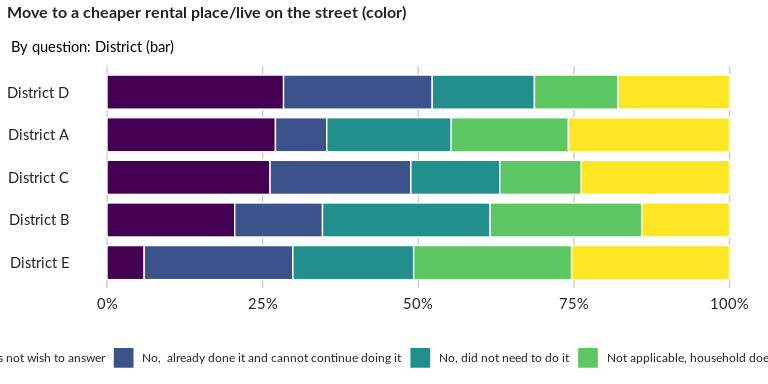 Move to a cheaper rental place/live on the street (color)
By question: District (bar)
District D
District A
District C
District B
District E
0% 25% 50% 75% 100%
not wish to answer No, already done it and cannot continue doing it No, did not need to do it Not applicable, household